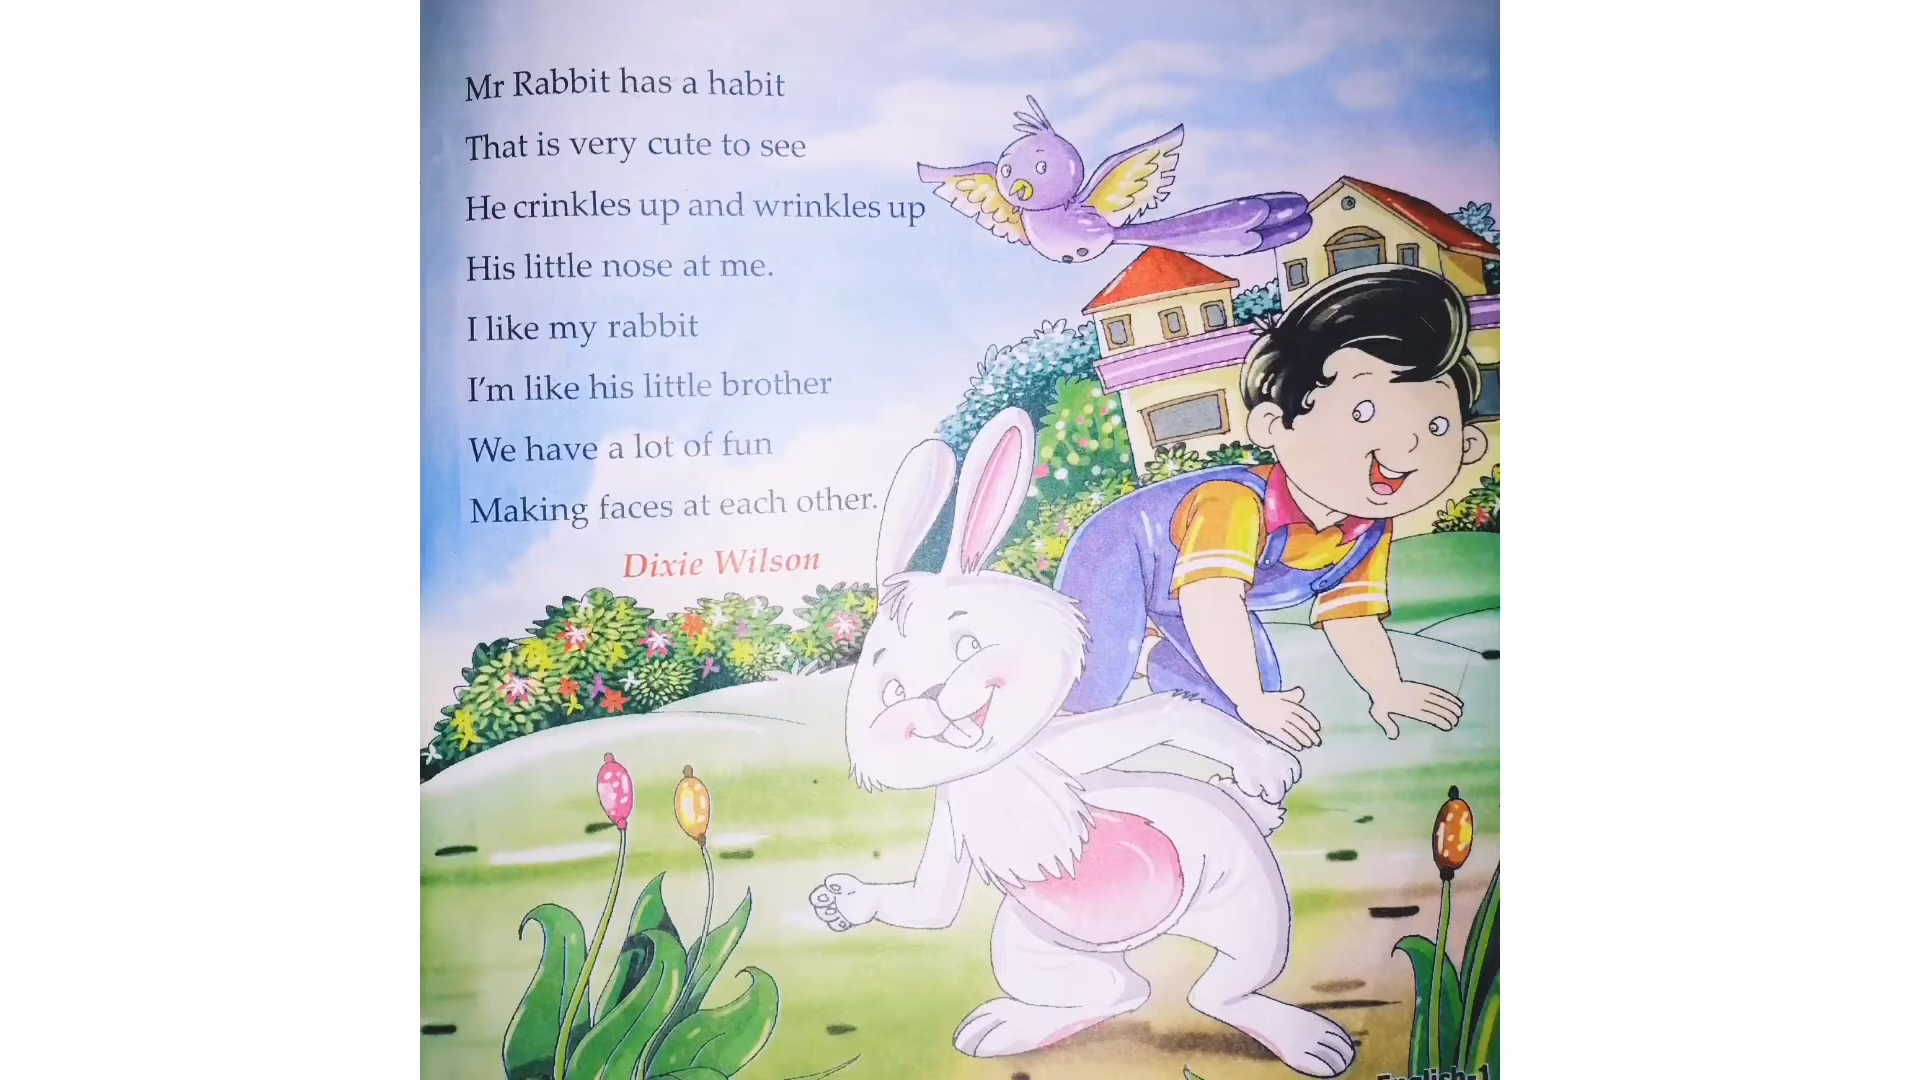 Mr Rabbit has a habit
That is very cute to see
He crinkles up and wrinkles up
His little nose at me.
I like my rabbit
I'm like his little brother
We have a lot of fun
Making faces at each other.
Dixie Wilson
English-1